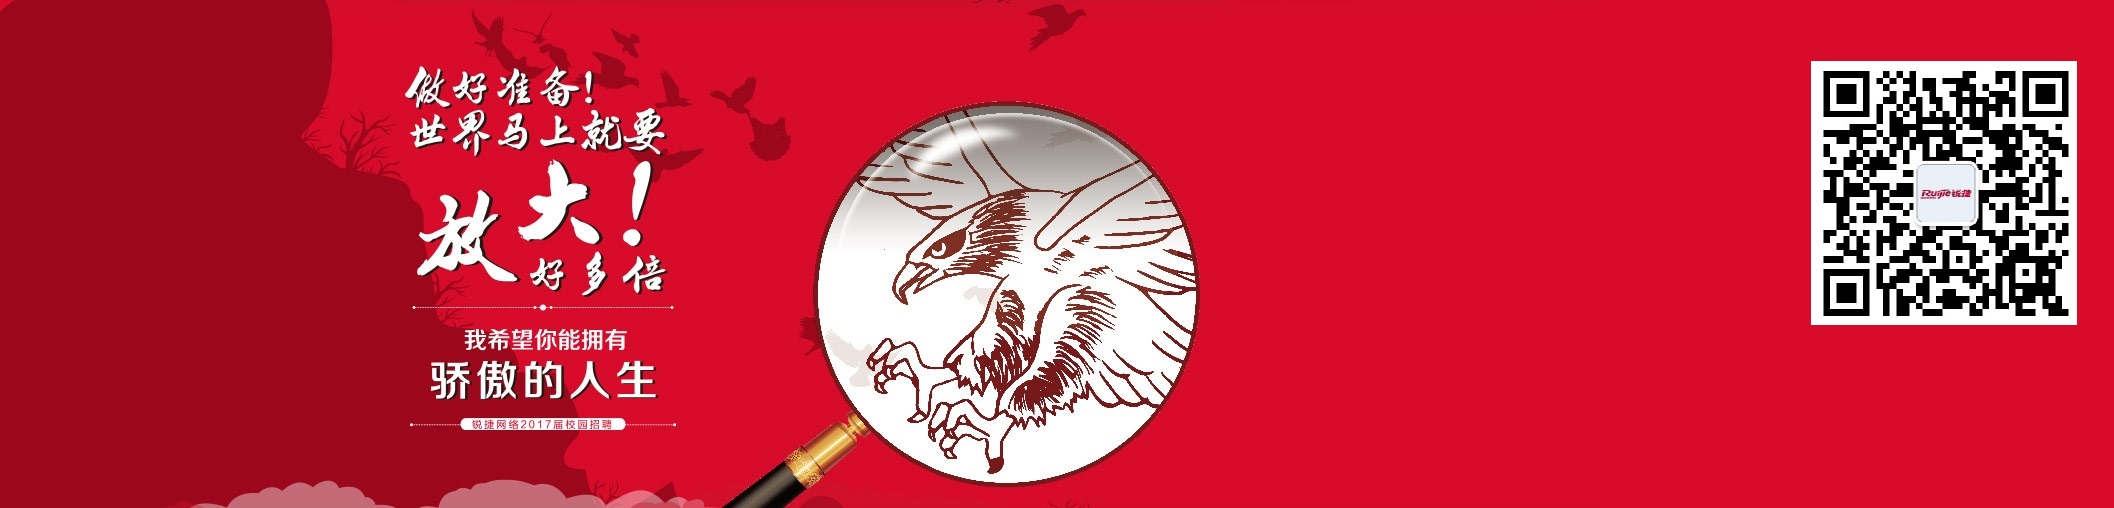 做好准备！
世界马上就要
放大！
好多倍
我希望你能拥有
骄傲的人生
锐捷网络2017届校园招聘
Ruijie锐捷